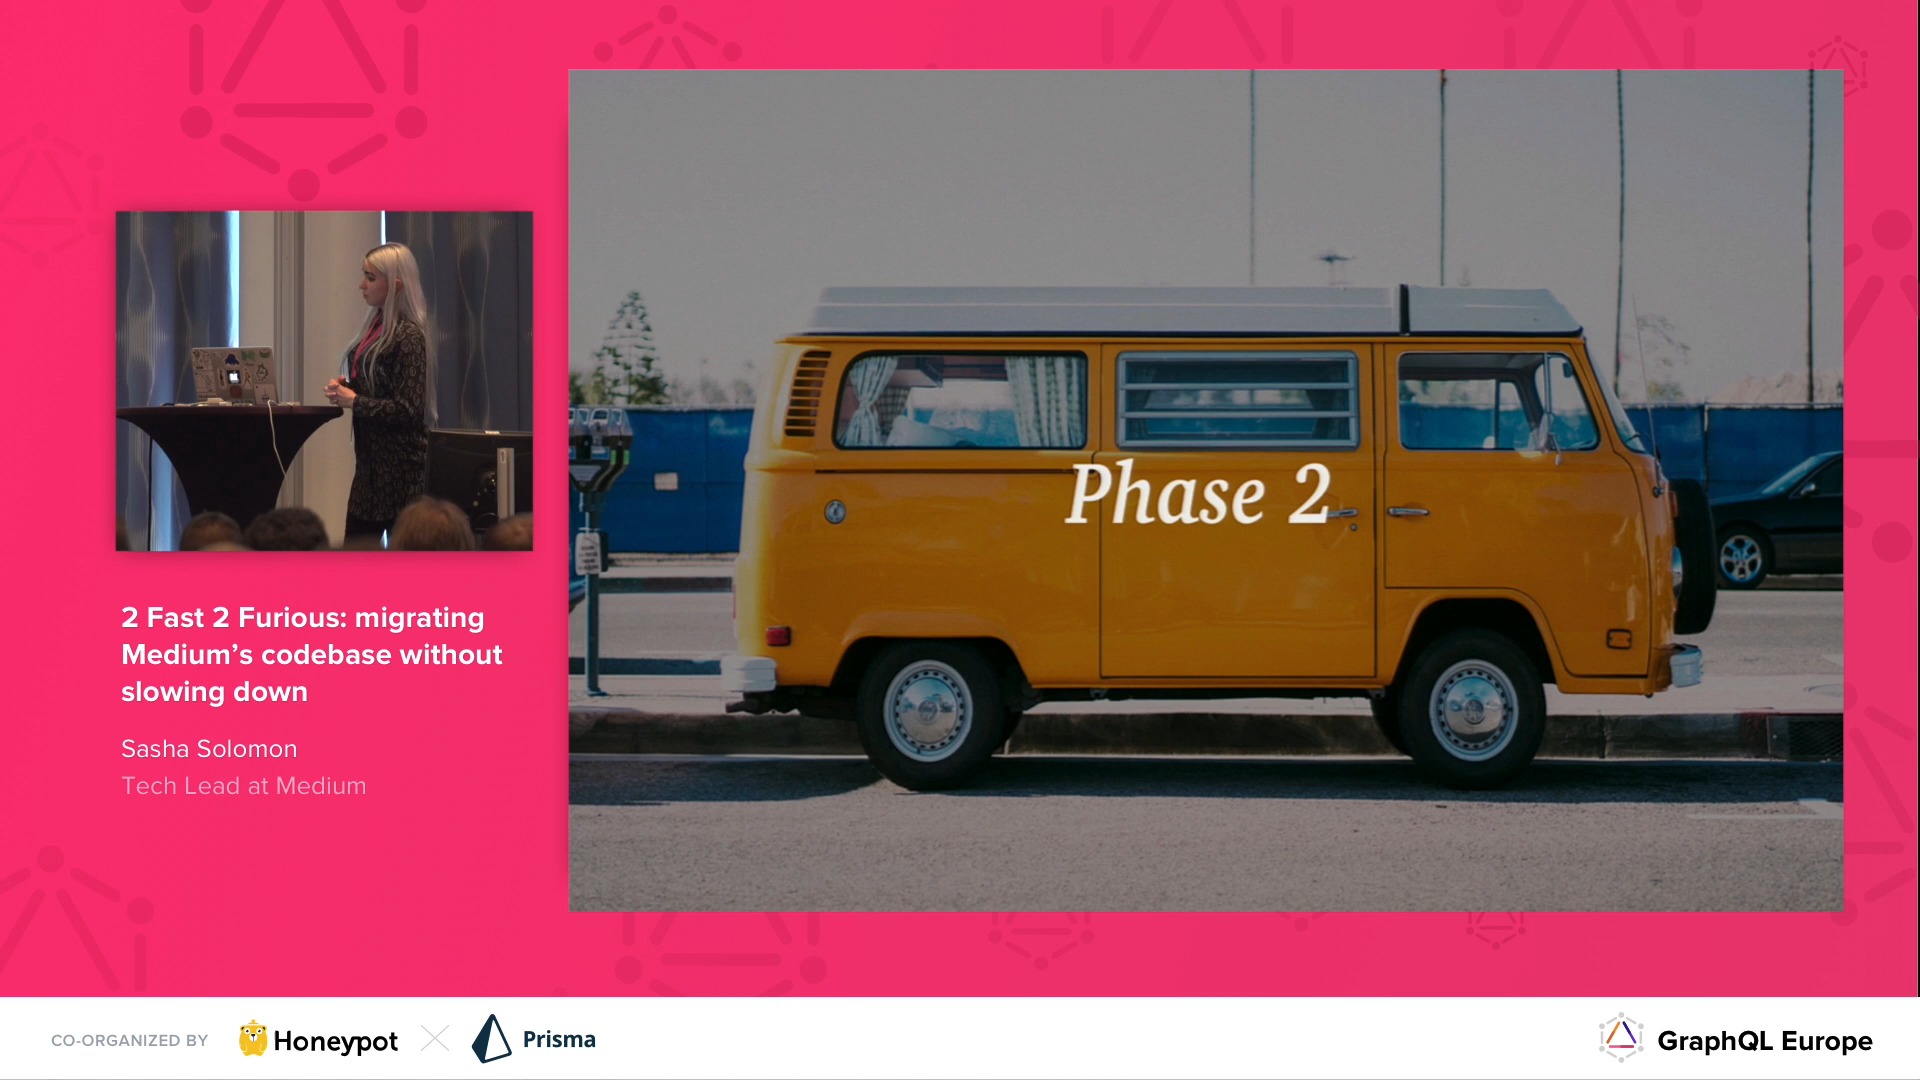 Phase 2
2 Fast 2 Furious: migrating
Medium’s codebase without
slowing down
Sasha Solomon
Tech Lead at Medium
CO-ORGANIZED BY
Honeypot
Prisma
GraphQL Europe